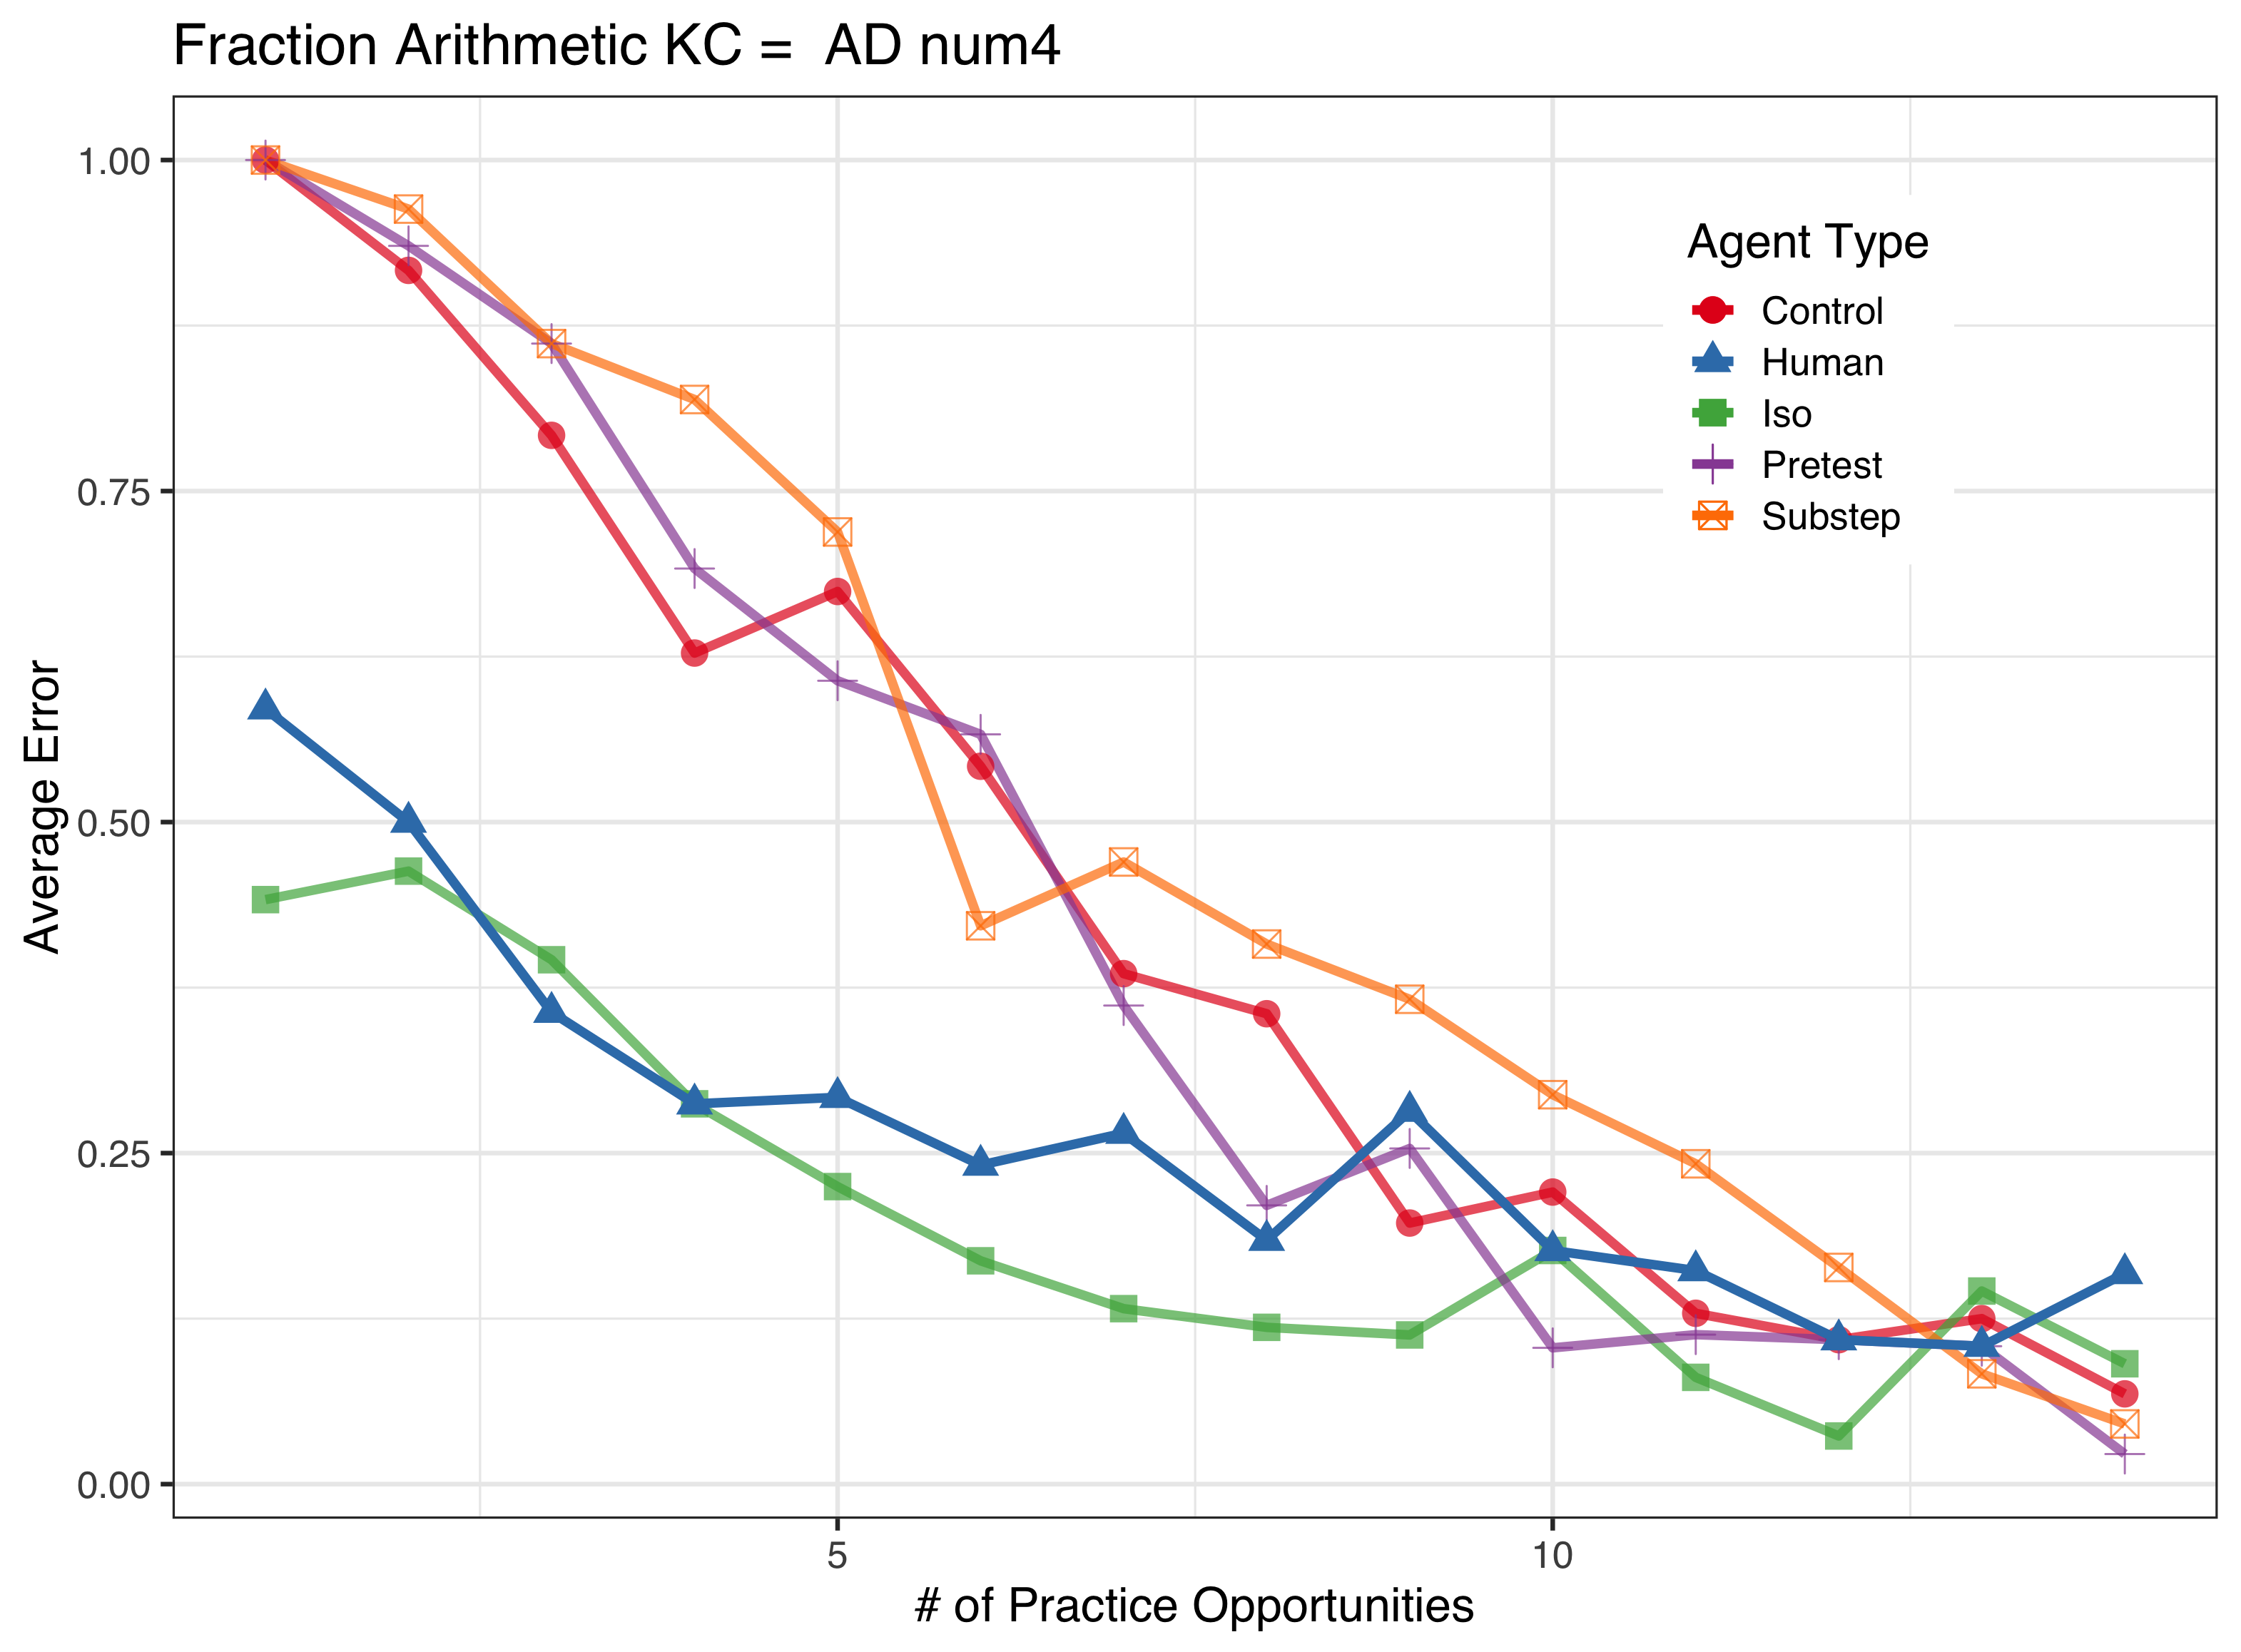 Fraction Arithmetic KC =  AD num4
Average Error
1.00
0.75
0.50
0.25
0.00
Agent Type
Control
Human
Iso
Pretest
Substep
5
10
# of Practice Opportunities